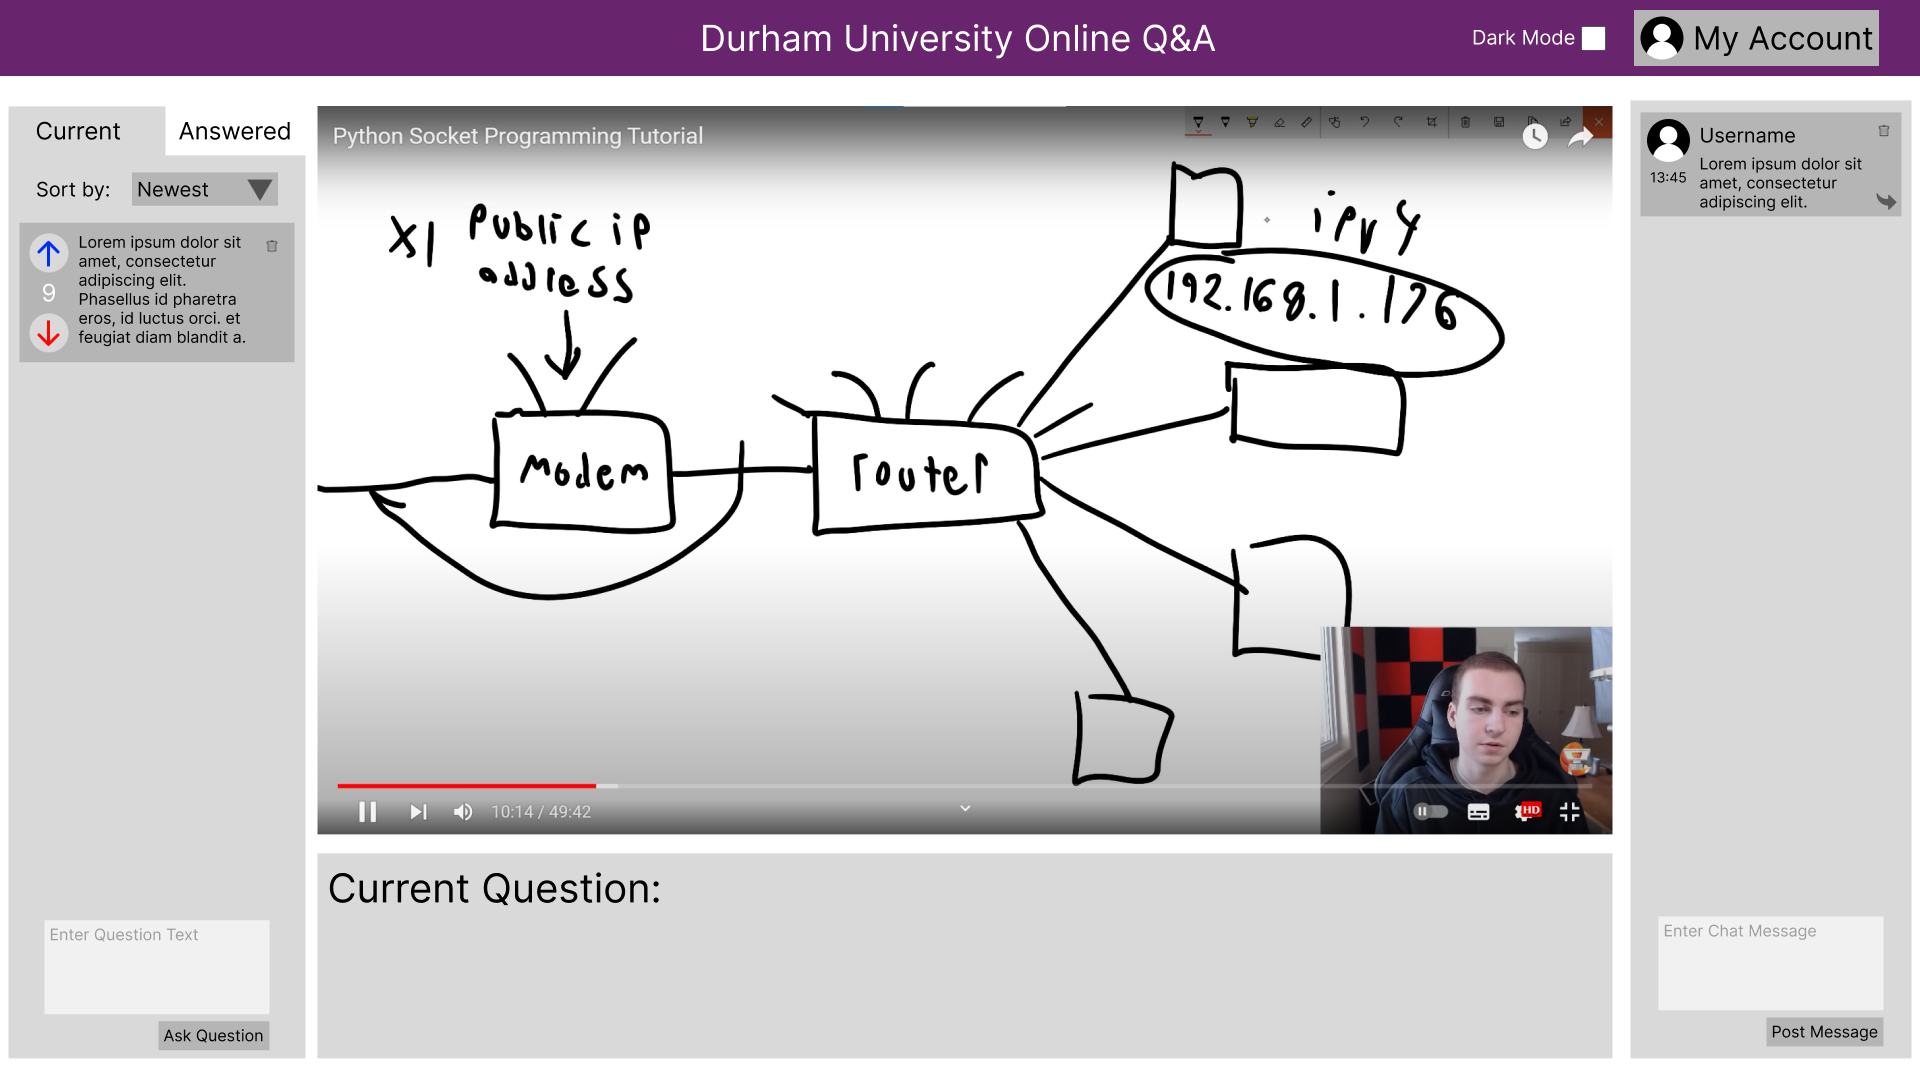 Durham University Online Q&A
Dark Mode
My Account
Current
Answered
Sort by:
Newest
Lorem ipsum dolor sit
amet, consectetur
adipiscing elit.
Phasellus id pharetra
eros, id luctus orci. et
feugiat diam blandit a.
9
Enter Question Text
Ask Question
Python Socket Programming Tutorial
x1
Public ip
address
ipv4
192.168.1.176
Modem
router
10:14 / 49:42
HD
Current Question:
Username
13:45
Lorem ipsum dolor sit
amet, consectetur
adipiscing elit.
Enter Chat Message
Post Message